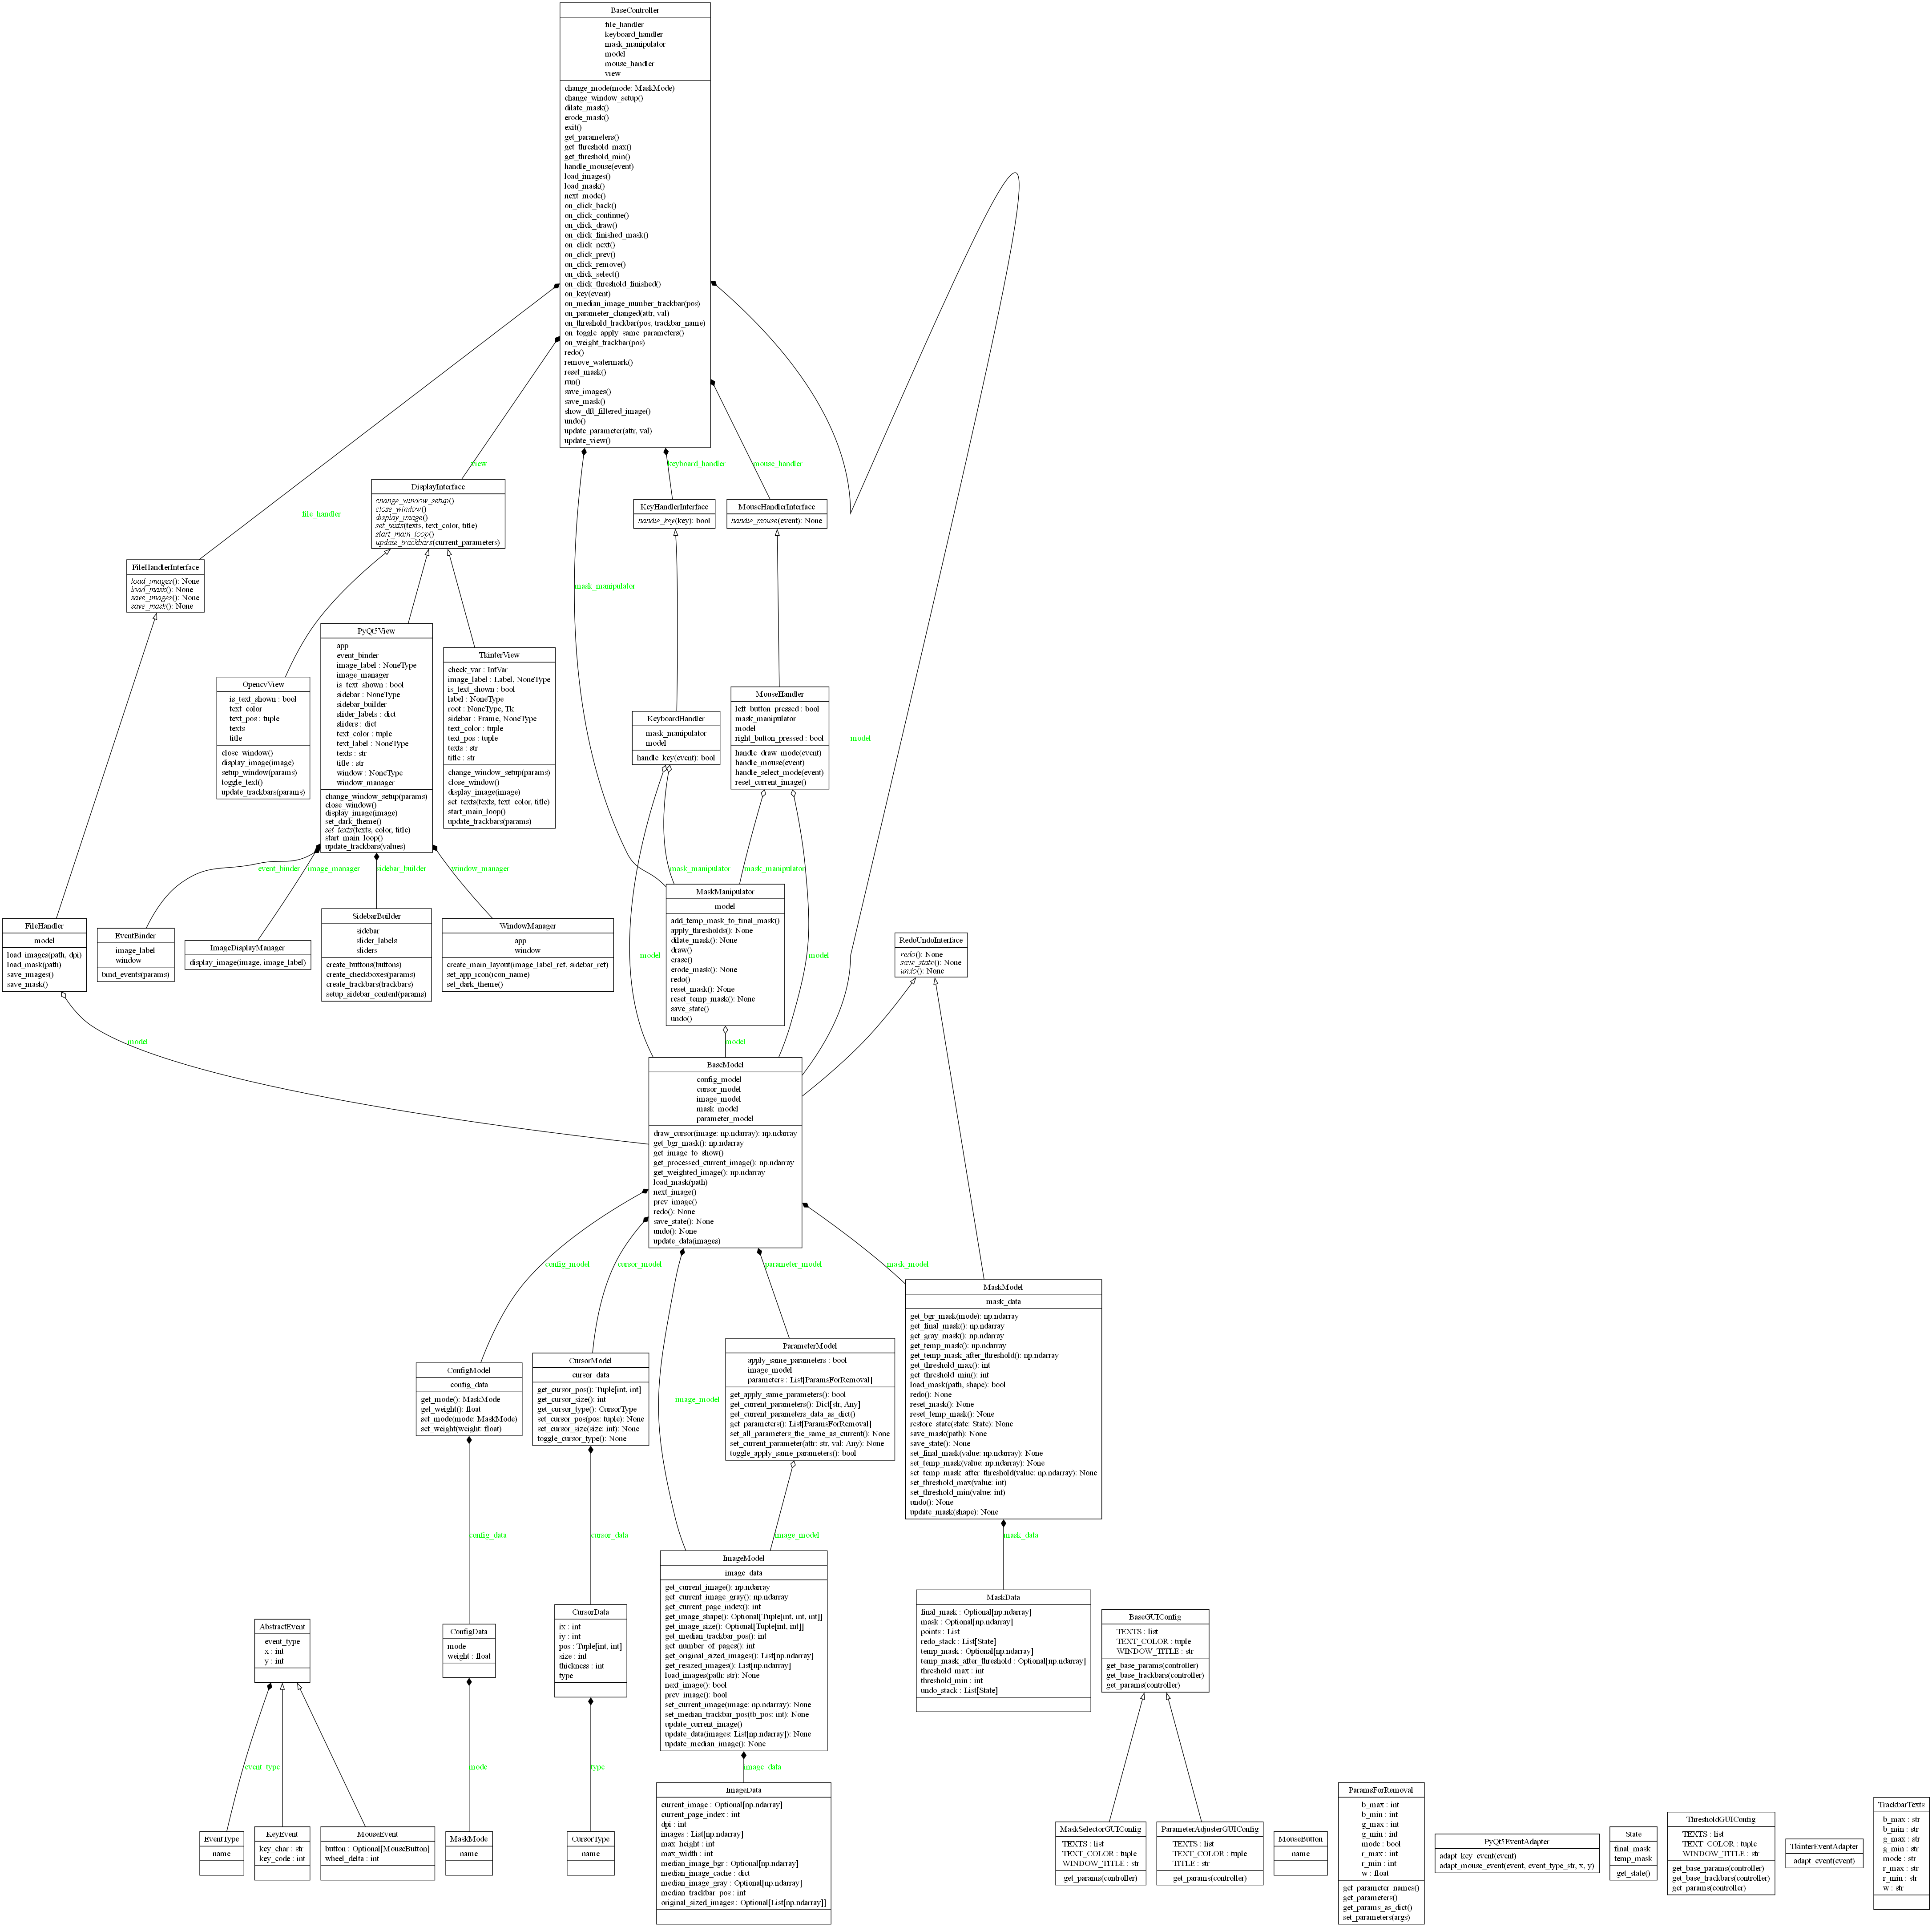 BaseController
file_handler
keyboard_handler
mask_manipulator
model
mouse_handler
view
change_mode(mode: MaskMode)
change_window_setup()
dilate_mask()
erode_mask()
exit()
get_parameters()
get_threshold_max()
get_threshold_min()
handle_mouse(event)
load_images()
load_mask()
next_mode()
on_click_back()
on_click_continue()
on_click_draw()
on_click_finished_mask()
on_click_next()
on_click_prev()
on_click_remove()
on_click_select()
on_click_threshold_finished()
on_key(event)
on_median_image_number_trackbar(pos)
on_parameter_changed(attr, val)
on_threshold_trackbar(pos, trackbar_name)
on_toggle_apply_same_parameters()
on_weight_trackbar(pos)
redo()
remove_watermark()
reset_mask()
run()
save_images()
save_mask()
show_dft_filtered_image()
undo()
update_parameter(attr, val)
update_view()
view
keyboard_handler
mouse_handler
file_handler
mask_manipulator
model
DisplayInterface
change_window_setup()
close_window()
display_image()
set_texts(texts, text_color, title)
start_main_loop()
update_trackbars(current_parameters)
KeyHandlerInterface
handle_key(key): bool
MouseHandlerInterface
handle_mouse(event): None
FileHandlerInterface
load_images(): None
load_mask(): None
save_images(): None
save_mask(): None
OpencvView
is_text_shown : bool
text_color
text_pos : tuple
texts
title
close_window()
display_image(image)
setup_window(params)
toggle_text()
update_trackbars(params)
PyQt5View
app
event_binder
image_label : NoneType
image_manager
is_text_shown : bool
sidebar : NoneType
sidebar_builder
slider_labels : dict
sliders : dict
text_color : tuple
text_label : NoneType
texts : str
title : str
window : NoneType
window_manager
change_window_setup(params)
close_window()
display_image(image)
set_dark_theme()
set_texts(texts, color, title)
start_main_loop()
update_trackbars(values)
TkinterView
check_var : IntVar
image_label : Label, NoneType
is_text_shown : bool
label : NoneType
root : NoneType, Tk
sidebar : Frame, NoneType
text_color : tuple
text_pos : tuple
texts : str
title : str
change_window_setup(params)
close_window()
display_image(image)
set_texts(texts, text_color, title)
start_main_loop()
update_trackbars(params)
KeyboardHandler
mask_manipulator
model
handle_key(event): bool
MouseHandler
left_button_pressed : bool
mask_manipulator
model
right_button_pressed : bool
handle_draw_mode(event)
handle_mouse(event)
handle_select_mode(event)
reset_current_image()
event_binder
image_manager
sidebar_builder
window_manager
mask_manipulator
mask_manipulator
FileHandler
model
load_images(path, dpi)
load_mask(path)
save_images()
save_mask()
EventBinder
image_label
window
bind_events(params)
ImageDisplayManager
display_image(image, image_label)
SidebarBuilder
sidebar
slider_labels
sliders
create_buttons(buttons)
create_checkboxes(params)
create_trackbars(trackbars)
setup_sidebar_content(params)
WindowManager
app
window
create_main_layout(image_label_ref, sidebar_ref)
set_app_icon(icon_name)
set_dark_theme()
MaskManipulator
model
add_temp_mask_to_final_mask()
apply_thresholds(): None
dilate_mask(): None
draw()
erase()
erode_mask(): None
redo()
reset_mask(): None
reset_temp_mask(): None
save_state()
undo()
RedoUndoInterface
redo(): None
save_state(): None
undo(): None
model
model
model
model
BaseModel
config_model
cursor_model
image_model
mask_model
parameter_model
draw_cursor(image: np.ndarray): np.ndarray
get_bgr_mask(): np.ndarray
get_image_to_show()
get_processed_current_image(): np.ndarray
get_weighted_image(): np.ndarray
load_mask(path)
next_image()
prev_image()
redo(): None
save_state(): None
undo(): None
update_data(images)
config_model
cursor_model
parameter_model
mask_model
image_model
ConfigModel
config_data
get_mode(): MaskMode
get_weight(): float
set_mode(mode: MaskMode)
set_weight(weight: float)
CursorModel
cursor_data
get_cursor_pos(): Tuple[int, int]
get_cursor_size(): int
get_cursor_type(): CursorType
set_cursor_pos(pos: tuple): None
set_cursor_size(size: int): None
toggle_cursor_type(): None
ParameterModel
apply_same_parameters : bool
image_model
parameters : List[ParamsForRemoval]
get_apply_same_parameters(): bool
get_current_parameters(): Dict[str, Any]
get_current_parameters_data_as_dict()
get_parameters(): List[ParamsForRemoval]
set_all_parameters_the_same_as_current(): None
set_current_parameter(attr: str, val: Any): None
toggle_apply_same_parameters(): bool
MaskModel
mask_data
get_bgr_mask(mode): np.ndarray
get_final_mask(): np.ndarray
get_gray_mask(): np.ndarray
get_temp_mask(): np.ndarray
get_temp_mask_after_threshold(): np.ndarray
get_threshold_max(): int
get_threshold_min(): int
load_mask(path, shape): bool
redo(): None
reset_mask(): None
reset_temp_mask(): None
restore_state(state: State): None
save_mask(path): None
save_state(): None
set_final_mask(value: np.ndarray): None
set_temp_mask(value: np.ndarray): None
set_temp_mask_after_threshold(value: np.ndarray): None
set_threshold_max(value: int)
set_threshold_min(value: int)
undo(): None
update_mask(shape): None
config_data
cursor_data
image_model
mask_data
ImageModel
image_data
get_current_image(): np.ndarray
get_current_image_gray(): np.ndarray
get_current_page_index(): int
get_image_shape(): Optional[Tuple[int, int, int]]
get_image_size(): Optional[Tuple[int, int]]
get_median_trackbar_pos(): int
get_number_of_pages(): int
get_original_sized_images(): List[np.ndarray]
get_resized_images(): List[np.ndarray]
load_images(path: str): None
next_image(): bool
prev_image(): bool
set_current_image(image: np.ndarray): None
set_median_trackbar_pos(tb_pos: int): None
update_current_image()
update_data(images: List[np.ndarray]): None
update_median_image(): None
MaskData
final_mask : Optional[np.ndarray]
mask : Optional[np.ndarray]
points : List
redo_stack : List[State]
temp_mask : Optional[np.ndarray]
temp_mask_after_threshold : Optional[np.ndarray]
threshold_max : int
threshold_min : int
undo_stack : List[State]
BaseGUIConfig
TEXTS : list
TEXT_COLOR : tuple
WINDOW_TITLE : str
get_base_params(controller)
get_base_trackbars(controller)
get_params(controller)
AbstractEvent
event_type
x : int
y : int
ConfigData
mode
weight : float
CursorData
ix : int
iy : int
pos : Tuple[int, int]
size : int
thickness : int
type
event_type
mode
type
image_data
EventType
name
KeyEvent
key_char : str
key_code : int
MouseEvent
button : Optional[MouseButton]
wheel_delta : int
MaskMode
name
CursorType
name
ImageData
current_image : Optional[np.ndarray]
current_page_index : int
dpi : int
images : List[np.ndarray]
max_height : int
max_width : int
median_image_bgr : Optional[np.ndarray]
median_image_cache : dict
median_image_gray : Optional[np.ndarray]
median_trackbar_pos : int
original_sized_images : Optional[List[np.ndarray]]
MaskSelectorGUIConfig
TEXTS : list
TEXT_COLOR : tuple
WINDOW_TITLE : str
get_params(controller)
ParameterAdjusterGUIConfig
TEXTS : list
TEXT_COLOR : tuple
TITLE : str
get_params(controller)
MouseButton
name
ParamsForRemoval
b_max : int
b_min : int
g_max : int
g_min : int
mode : bool
r_max : int
r_min : int
w : float
get_parameter_names()
get_parameters()
get_params_as_dict()
set_parameters(args)
PyQt5EventAdapter
adapt_key_event(event)
adapt_mouse_event(event, event_type_str, x, y)
State
final_mask
temp_mask
get_state()
ThresholdGUIConfig
TEXTS : list
TEXT_COLOR : tuple
WINDOW_TITLE : str
get_base_params(controller)
get_base_trackbars(controller)
get_params(controller)
TkinterEventAdapter
adapt_event(event)
TrackbarTexts
b_max : str
b_min : str
g_max : str
g_min : str
mode : str
r_max : str
r_min : str
w : str